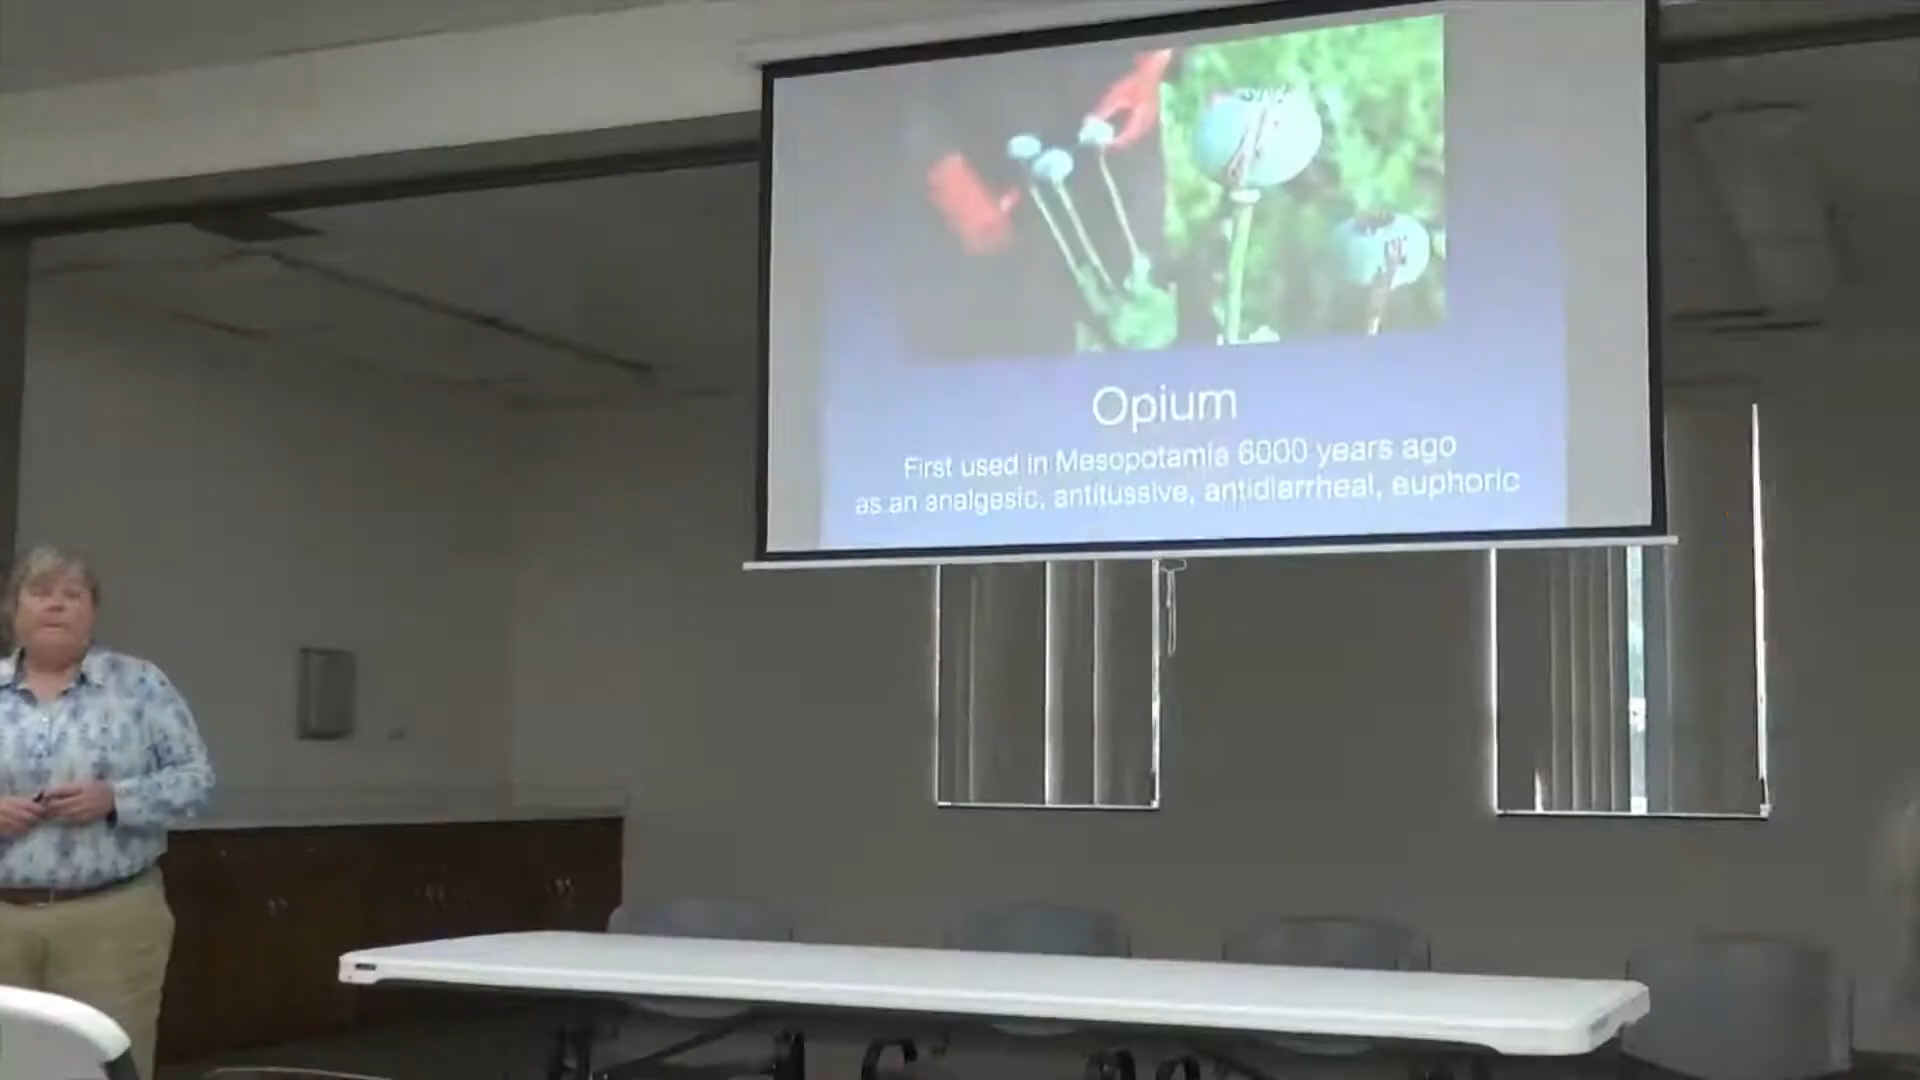 Opium
First used in Mesopotamia 6000 years ago
as an analgesic, antitussive, antidiarrheal, euphoric